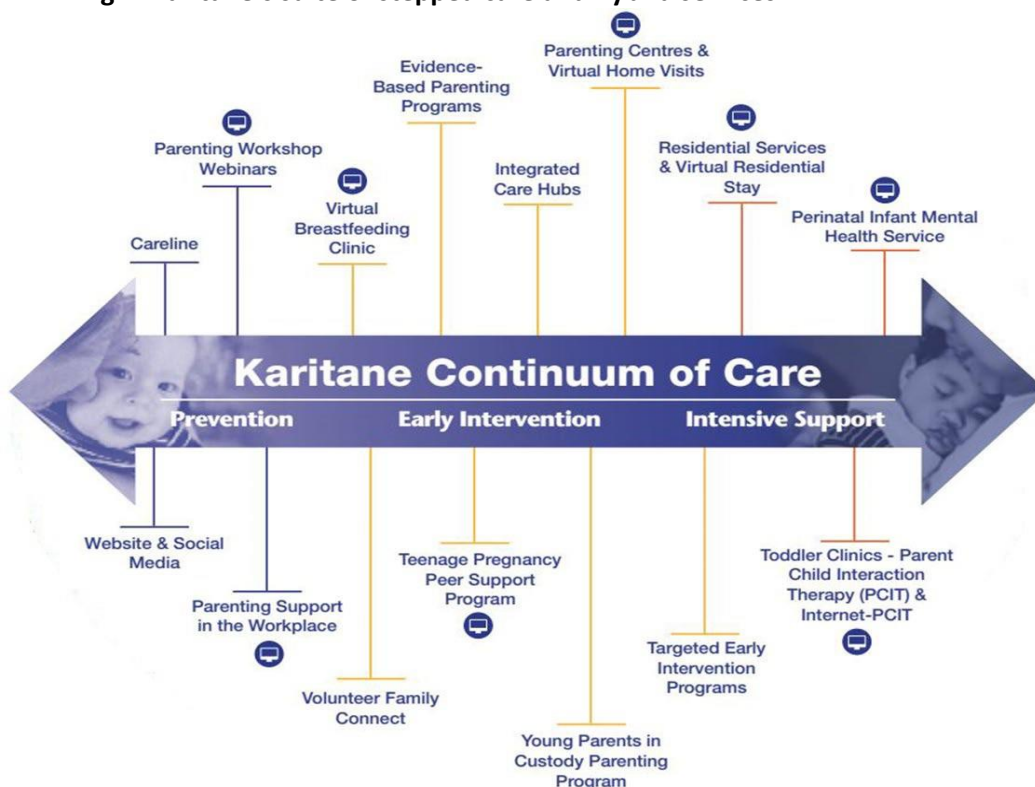 Evidence-
Based Parenting
Programs
Parenting Centres &
Virtual Home Visits
Parenting Workshop
Webinars
Virtual
Breastfeeding
Clinic
Integrated
Care Hubs
Residential Services
& Virtual Residential
Stay
Perinatal Infant Mental
Health Service
Careline
Karitane Continuum of Care
Prevention
Early Intervention
Intensive Support
Website & Social
Media
Parenting Support
in the Workplace
Volunteer Family
Connect
Teenage Pregnancy
Peer Support
Program
Young Parents in
Custody Parenting
Program
Targeted Early
Intervention
Programs
Toddler Clinics - Parent
Child Interaction
Therapy (PCIT) &
Internet-PCIT